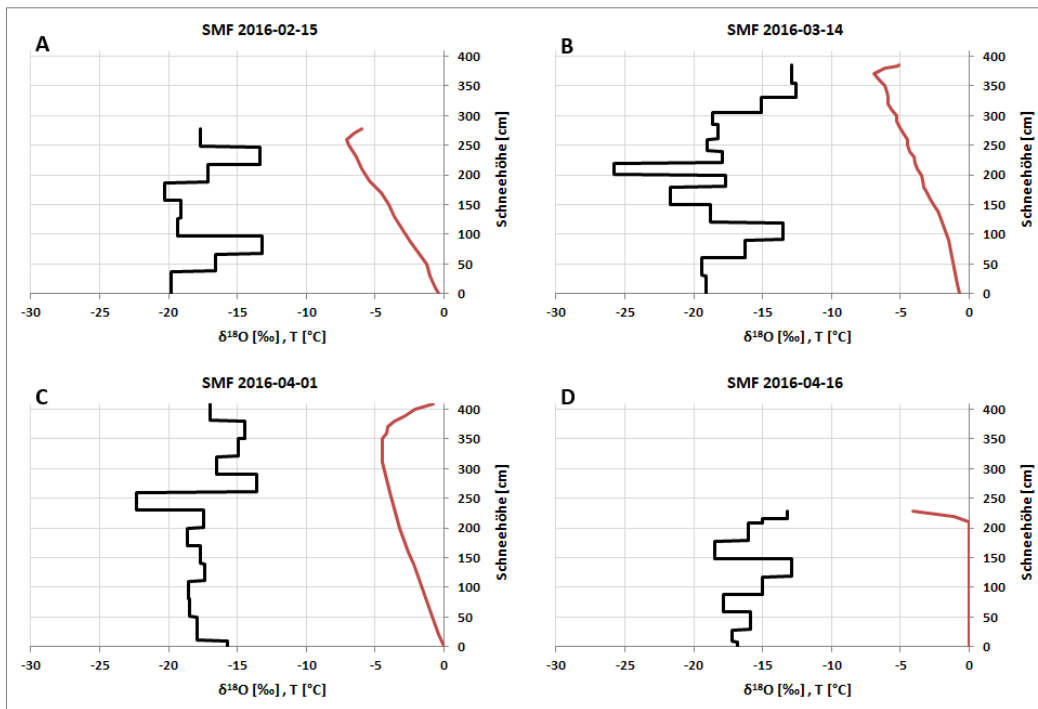 A
SMF 2016-02-15
400
350
300
250
200
150
100
50
0
Schneehöhe [cm]
-30 -25 -20 -15 -10 -5 0
δ¹⁸O [‰] , T [°C]
B
SMF 2016-03-14
400
350
300
250
200
150
100
50
0
Schneehöhe [cm]
-30 -25 -20 -15 -10 -5 0
δ¹⁸O [‰] , T [°C]
C
SMF 2016-04-01
400
350
300
250
200
150
100
50
0
Schneehöhe [cm]
-30 -25 -20 -15 -10 -5 0
δ¹⁸O [‰] , T [°C]
D
SMF 2016-04-16
400
350
300
250
200
150
100
50
0
Schneehöhe [cm]
-30 -25 -20 -15 -10 -5 0
δ¹⁸O [‰] , T [°C]